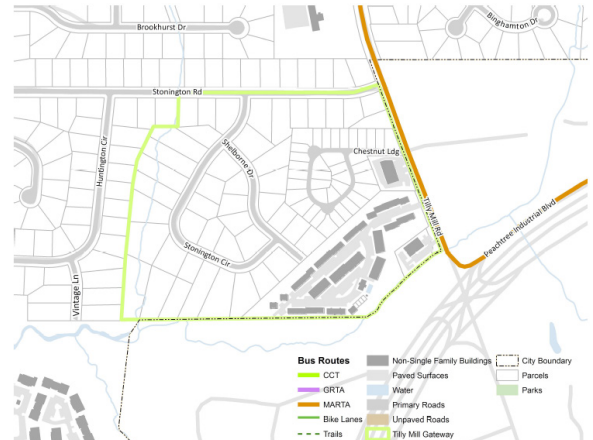 Brookhurst Dr
Binghamton Dr
Stonington Rd
Huntington Cir
Shelborne Dr
Chestnut Ldg
Tilly Mill Rd
Peachtree Industrial Blvd
Stonington Cir
Vintage Ln
Bus Routes
CCT
GRTA
MARTA
Bike Lanes
Trails
Non-Single Family Buildings
Paved Surfaces
Water
Primary Roads
Unpaved Roads
Tilly Mill Gateway
City Boundary
Parcels
Parks